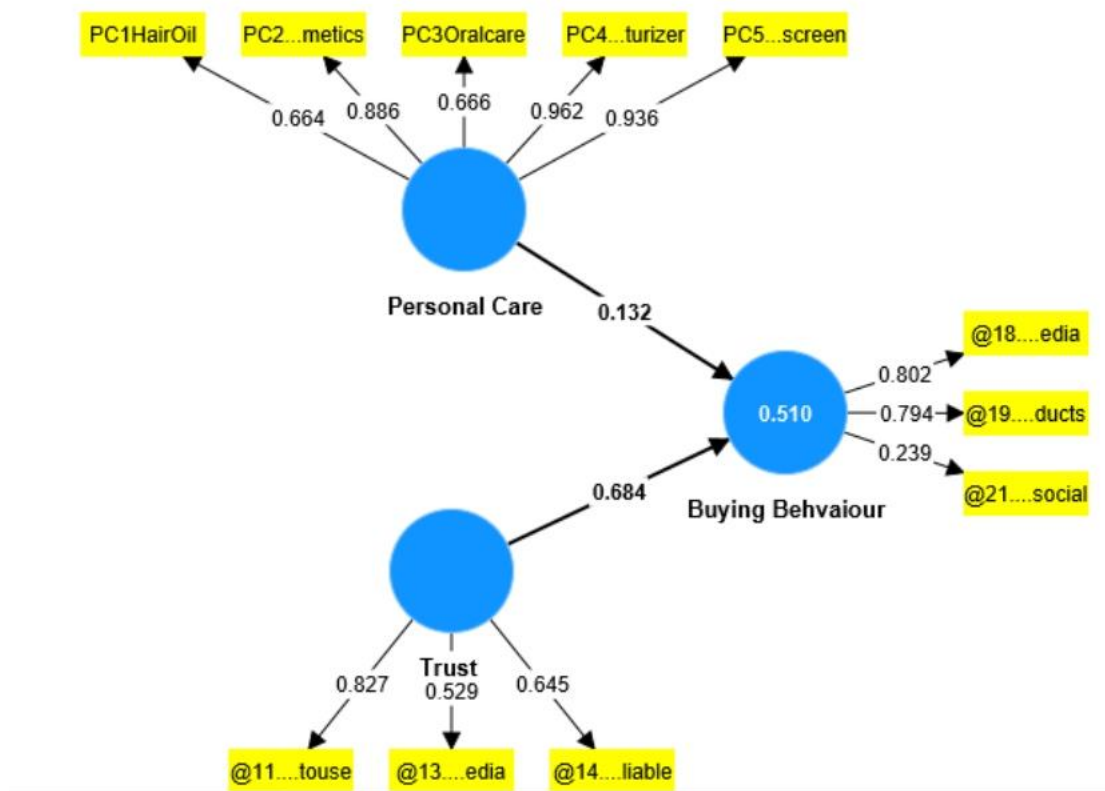 PC1HairOil PC2...metics PC3Oralcare PC4...turizer PC5...screen
0.664 0.886 0.666 0.962 0.936
Personal Care
0.132
@18....edia
0.802
0.510
0.794
@19....ducts
0.239
@21....social
Buying Behvaiour
0.684
Trust
0.827 0.529 0.645
@11....touse @13....edia @14....liable